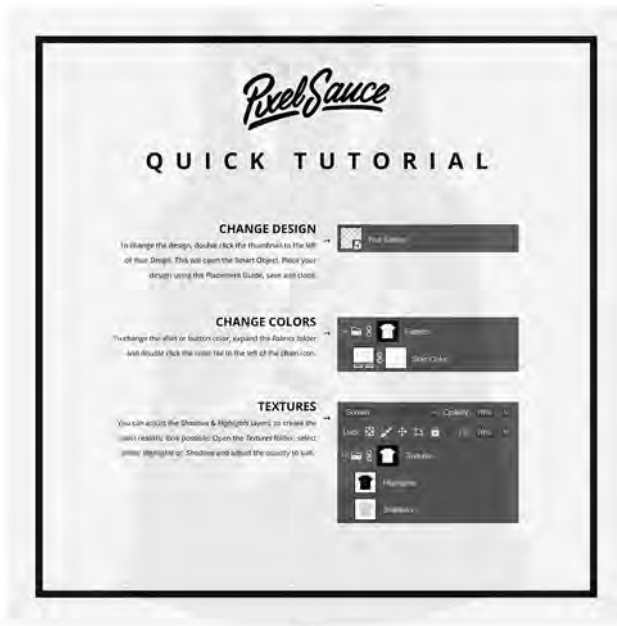 PixelSauce
QUICK TUTORIAL
CHANGE DESIGN
To change the design, double click the thumbnail to the left
of Your Design. This will open the Smart Object. Place your
design using the Placement Guide, save and close.
→
Your Design
CHANGE COLORS
To change the shirt or button color, expand the Fabrics folder
and double click the color tile to the left of the chain icon.
→
Fabrics
Shirt Color
TEXTURES
You can adjust the Shadows & Highlights layers, to create the
most realistic look possible. Open the Textures folder, select
either Highlights or Shadows and adjust the opacity to suit.
→
Screen Opacity: 70%
Lock: 70%
Textures
Highlights
Shadows